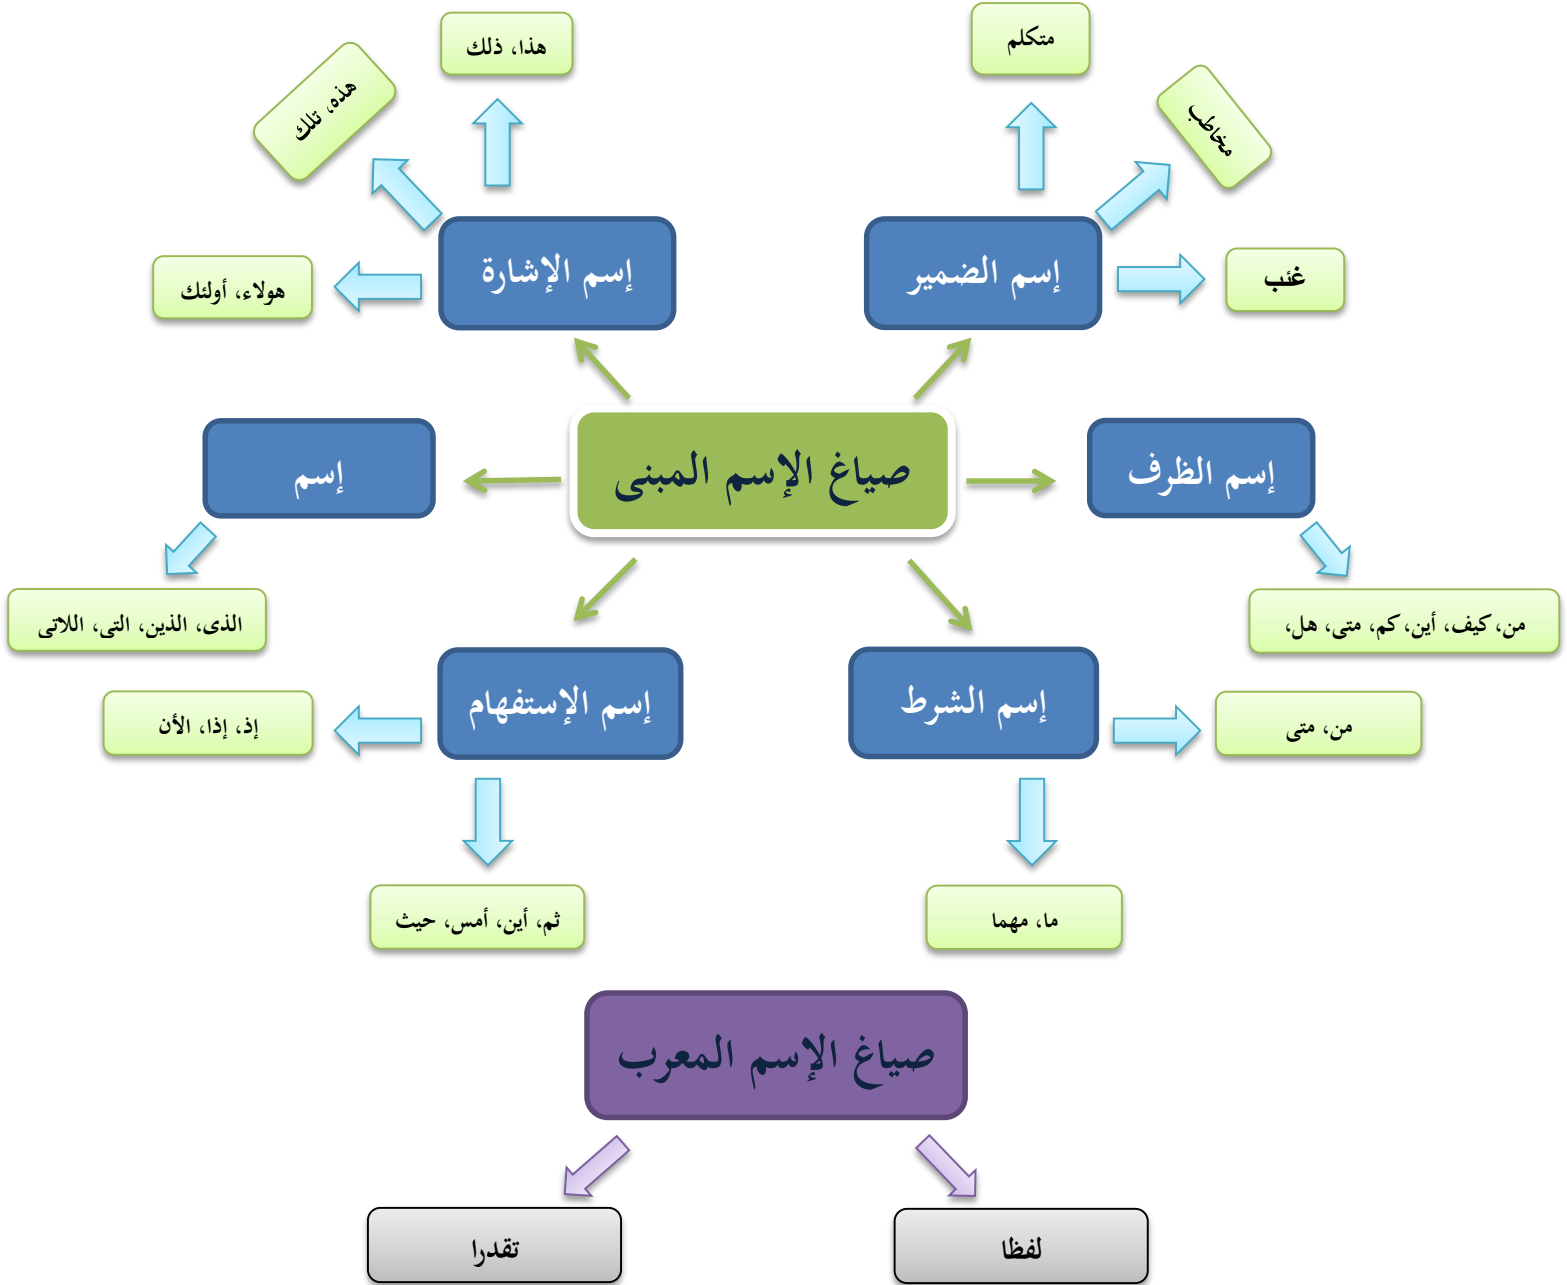 متكلم
هذا، ذلك
مخاطب
هذه، تلك
غئب
إسم الضمير
إسم الإشارة
هولاء، أولئك
إسم الظرف
صياغ الإسم المبنى
إسم
من، كيف، أين، كم، متى، هل،
الذى، الذين، التى، اللاتى
إسم الشرط
إسم الإستفهام
من، متى
إذ، إذا، الأن
ما، مهما
ثم، أين، أمس، حيث
صياغ الإسم المعرب
لفظا
تقدرا